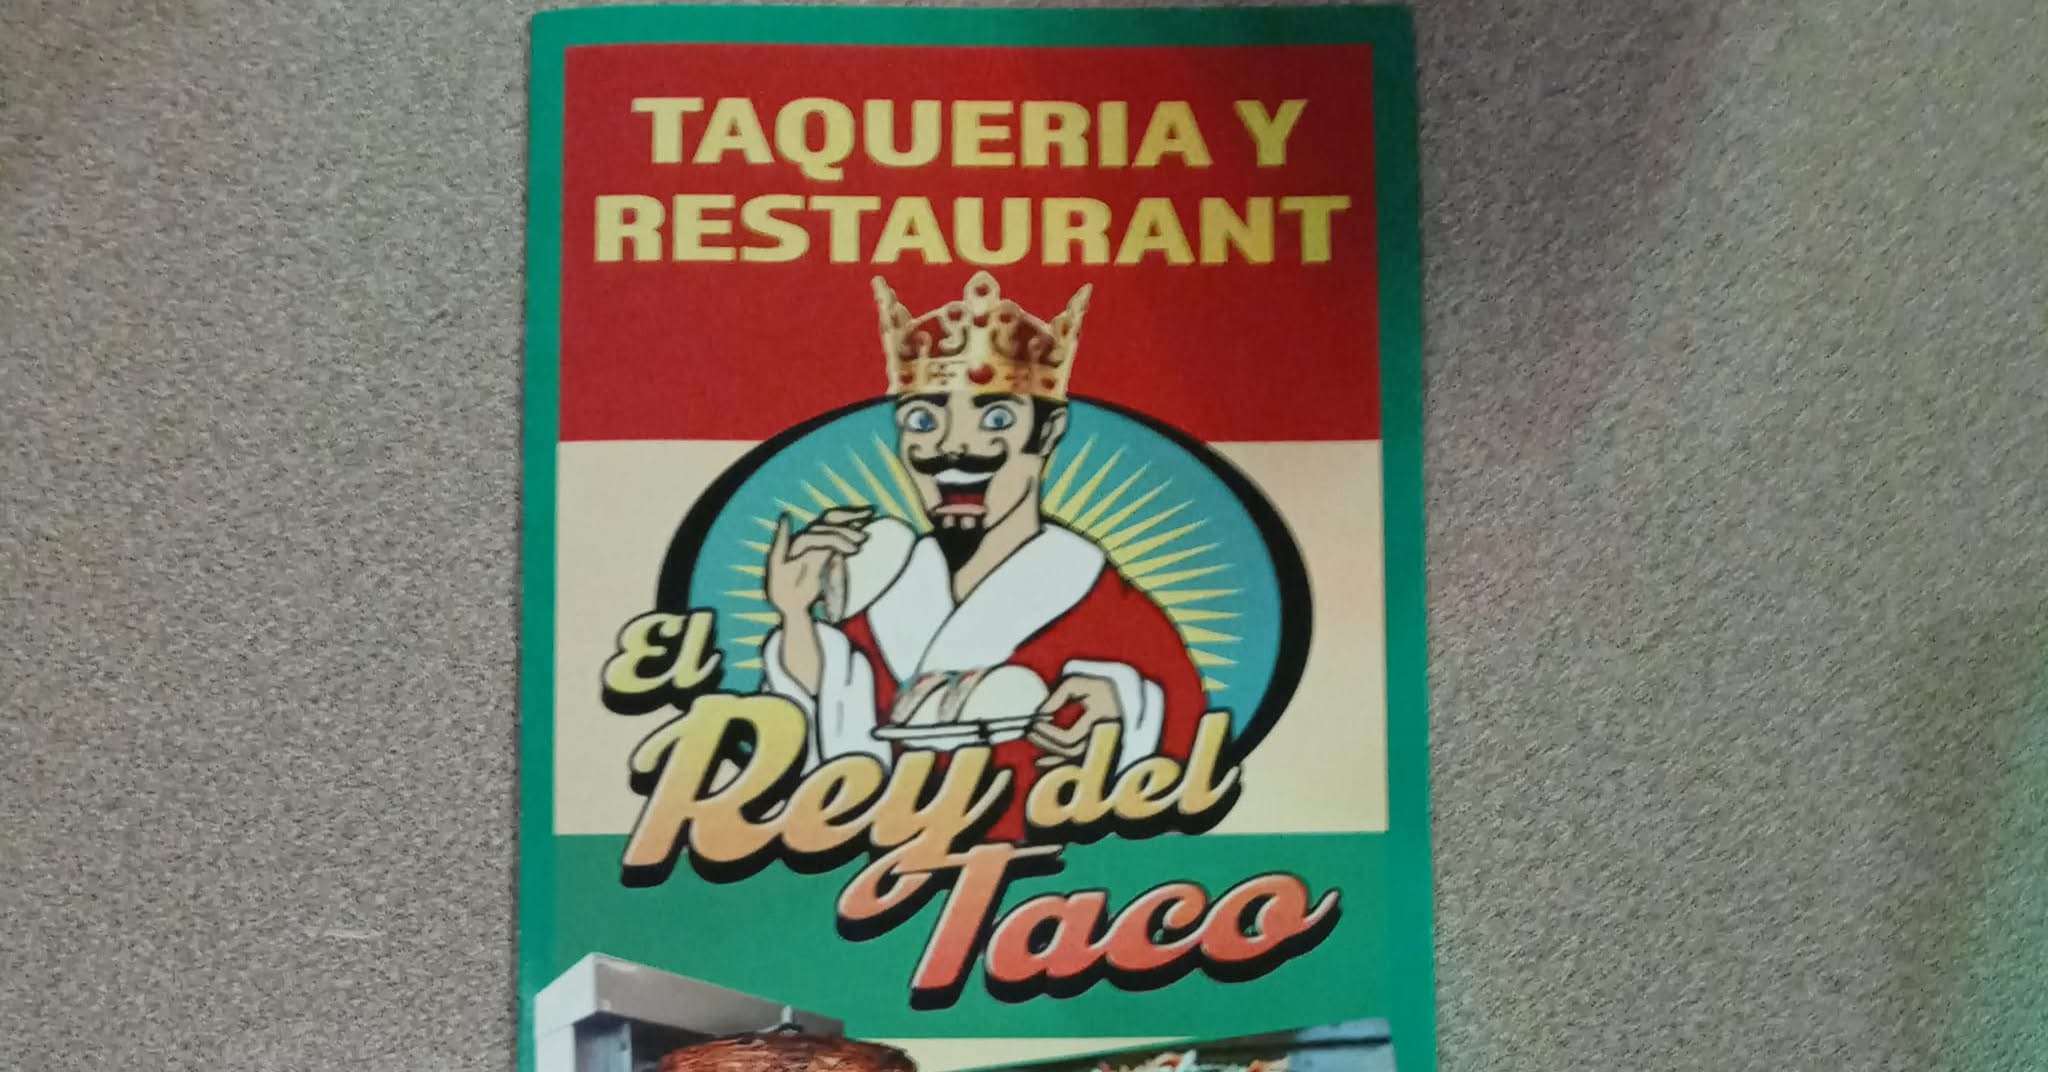 TAQUERIA Y
RESTAURANT
El
Rey del
Taco